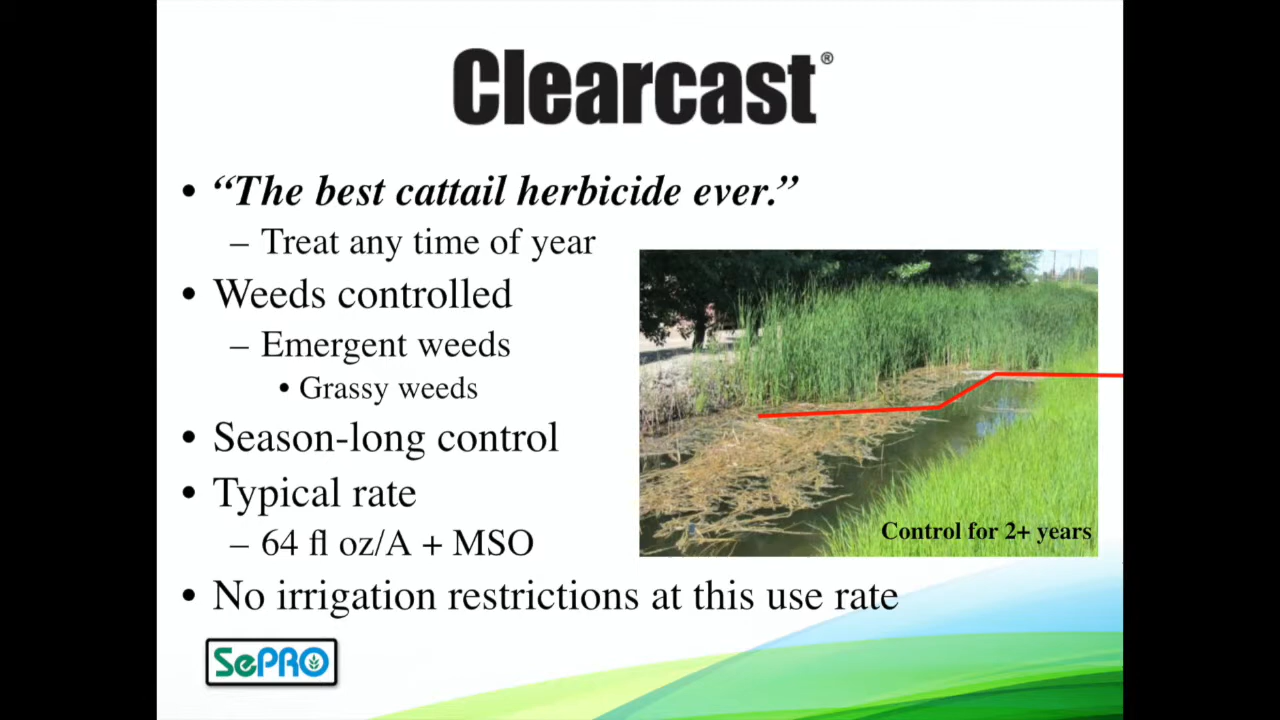 Clearcast®
• “The best cattail herbicide ever.”
– Treat any time of year
• Weeds controlled
– Emergent weeds
• Grassy weeds
• Season-long control
• Typical rate
– 64 fl oz/A + MSO
• No irrigation restrictions at this use rate
Control for 2+ years
SePRO